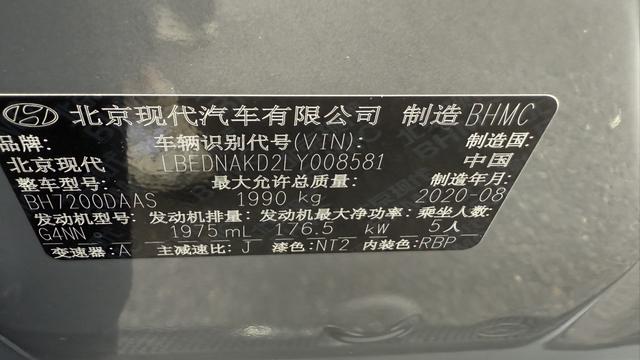 北京现代汽车有限公司 制造 BHMC
品牌: 车辆识别代号(VIN): 制造国:
北京现代 LBEDNAKD2LY008581 中国
整车型号: 最大允许总质量: 制造年月:
BH7200DAAS 1990 kg 2020-08
发动机型号: 发动机排量: 发动机最大净功率: 乘坐人数:
G4NN 1975 mL 176.5 kW 5人
变速器: A 主减速比: J 漆色: NT2 内装色: RBP